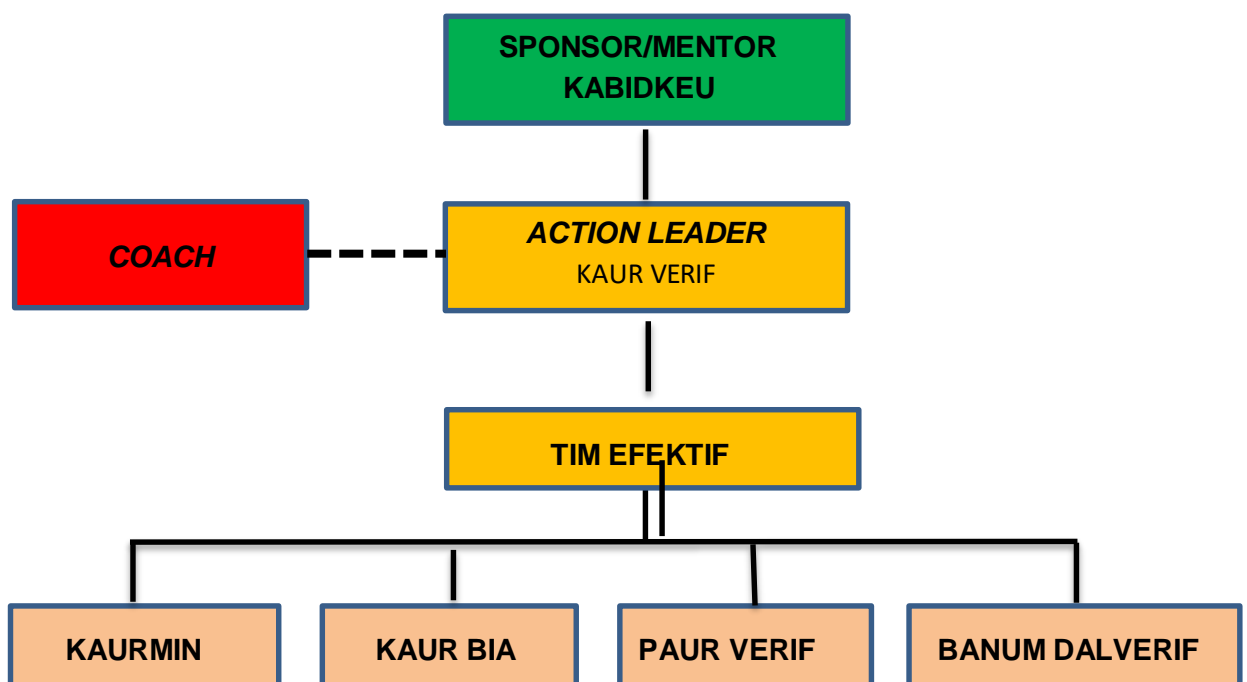 SPONSOR/MENTOR
KABIDKEU
COACH
ACTION LEADER
KAUR VERIF
TIM EFEKTIF
KAURMIN
KAUR BIA
PAUR VERIF
BANUM DALVERIF